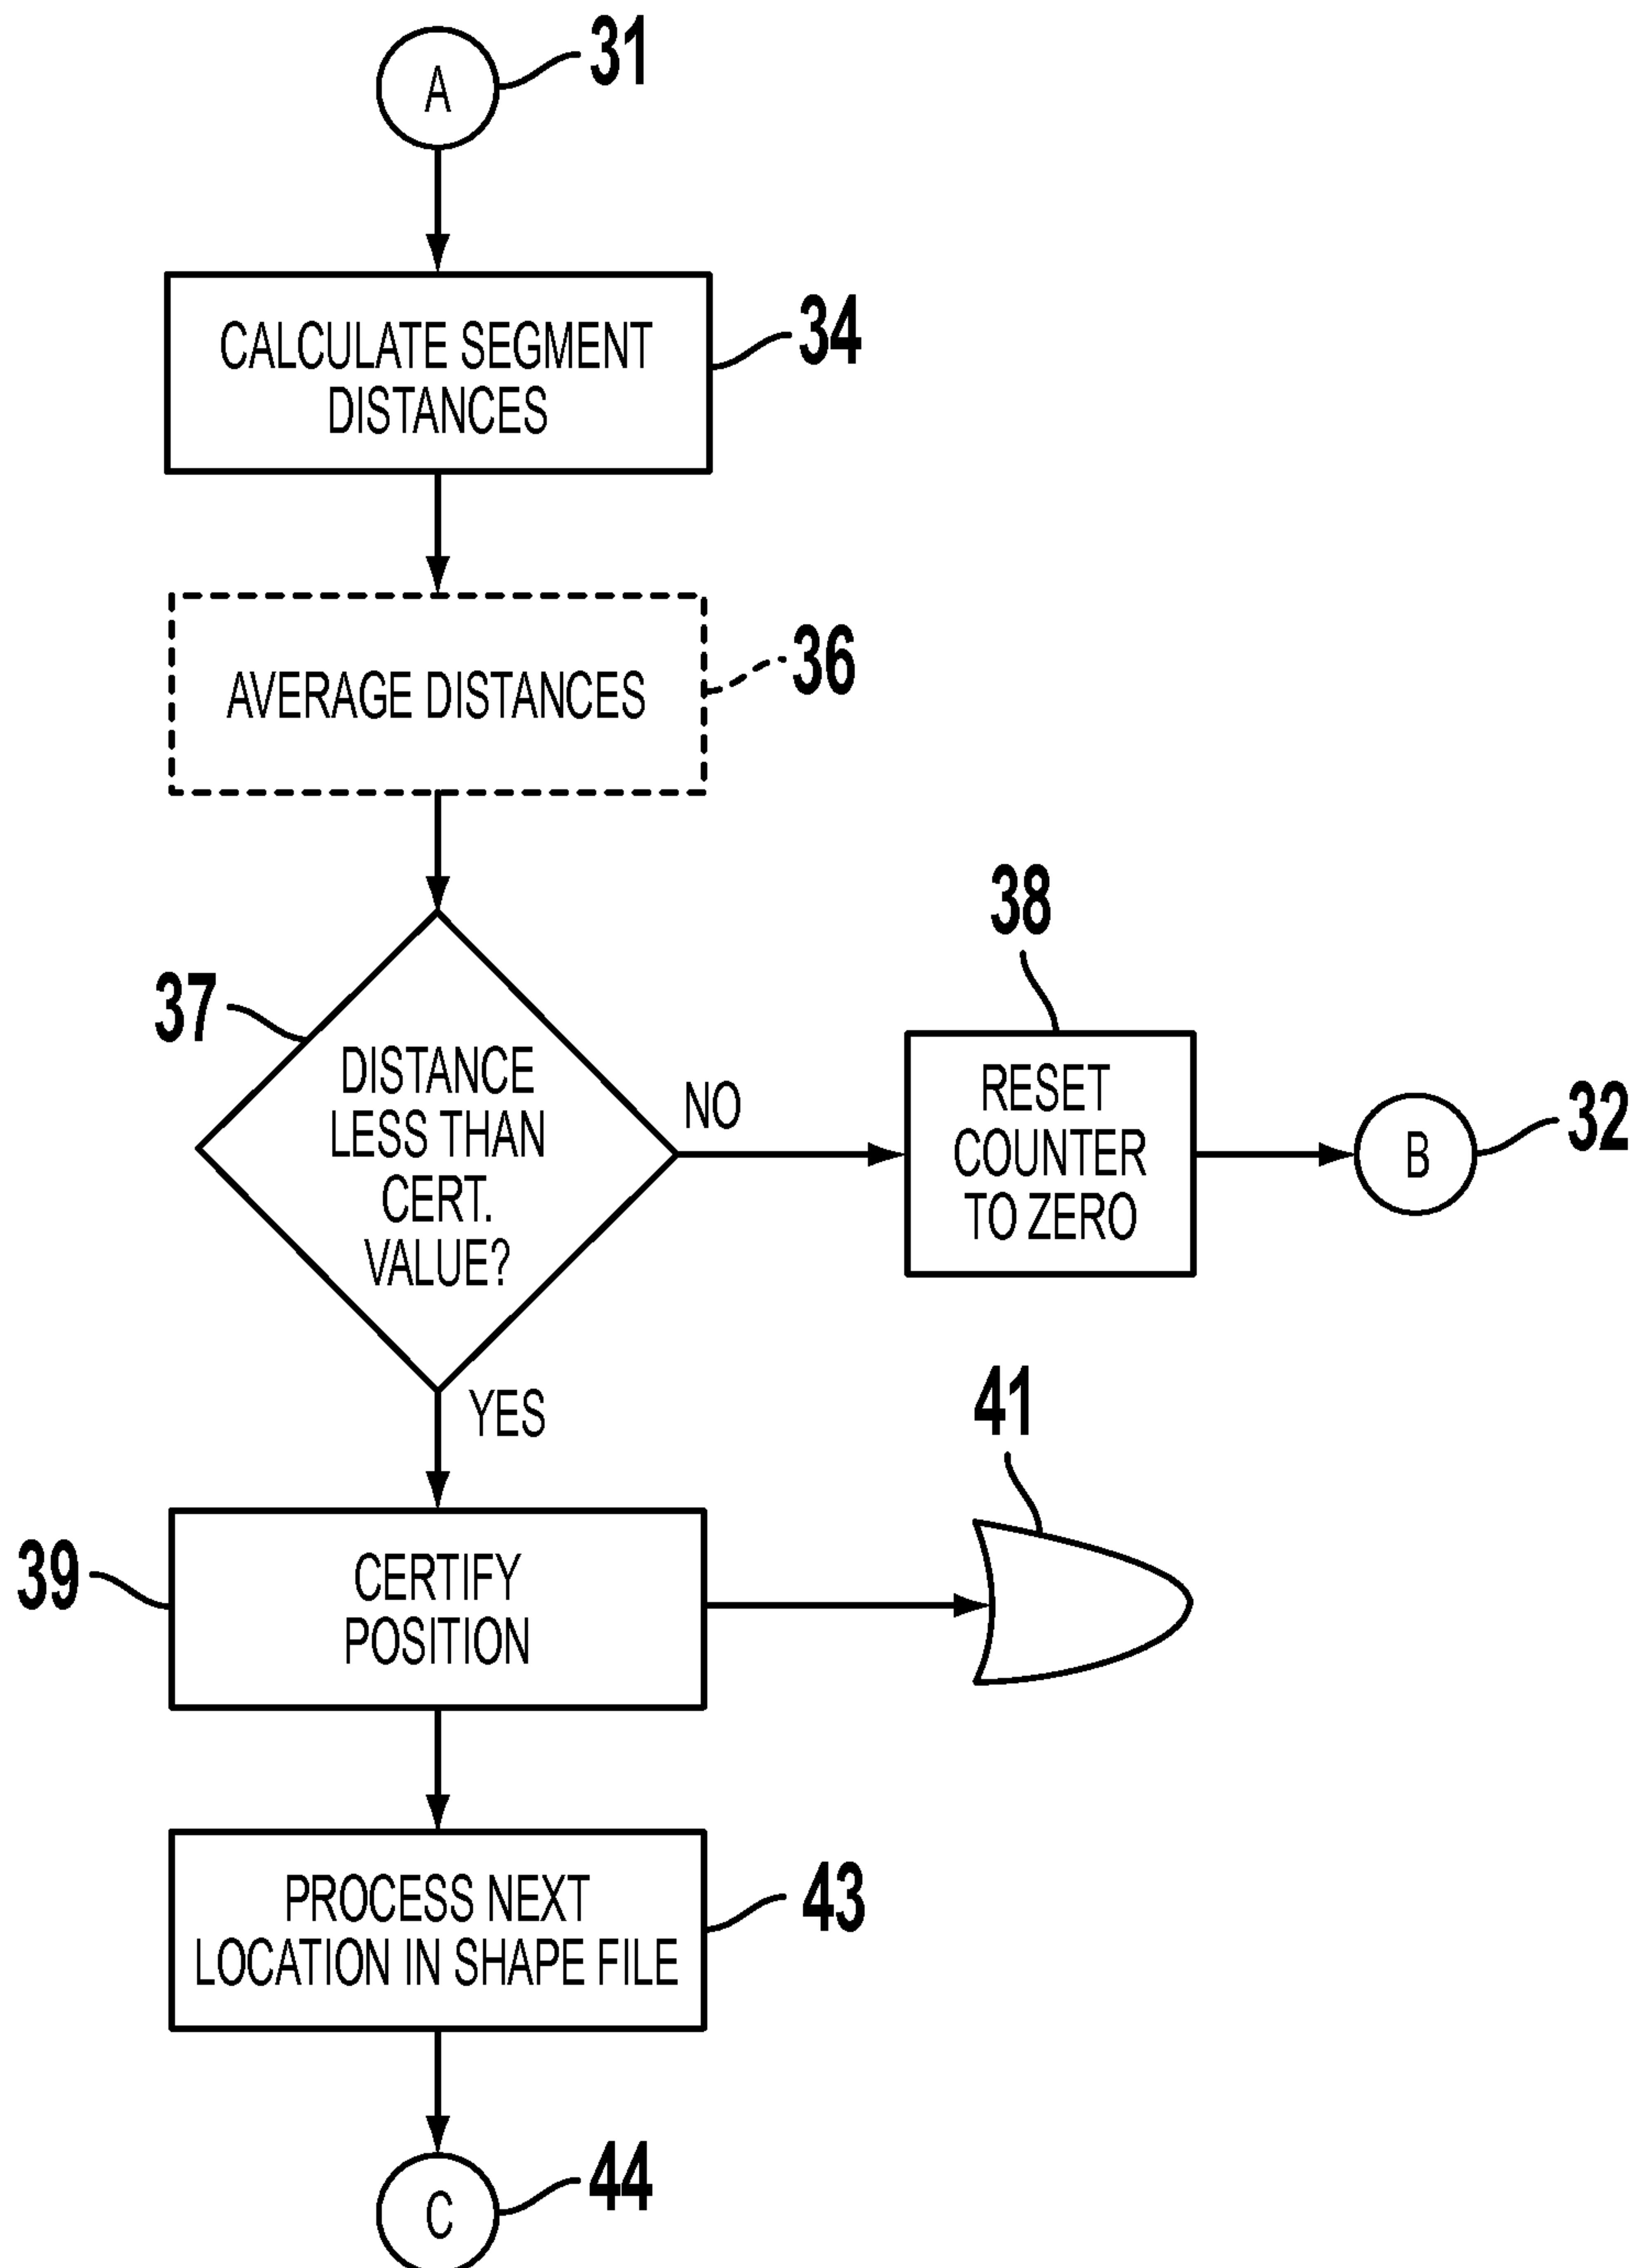 A
31
CALCULATE SEGMENT
DISTANCES
34
AVERAGE DISTANCES
36
37
DISTANCE
LESS THAN
CERT.
VALUE?
NO
YES
38
RESET
COUNTER
TO ZERO
B
32
39
CERTIFY
POSITION
41
PROCESS NEXT
LOCATION IN SHAPE FILE
43
C
44